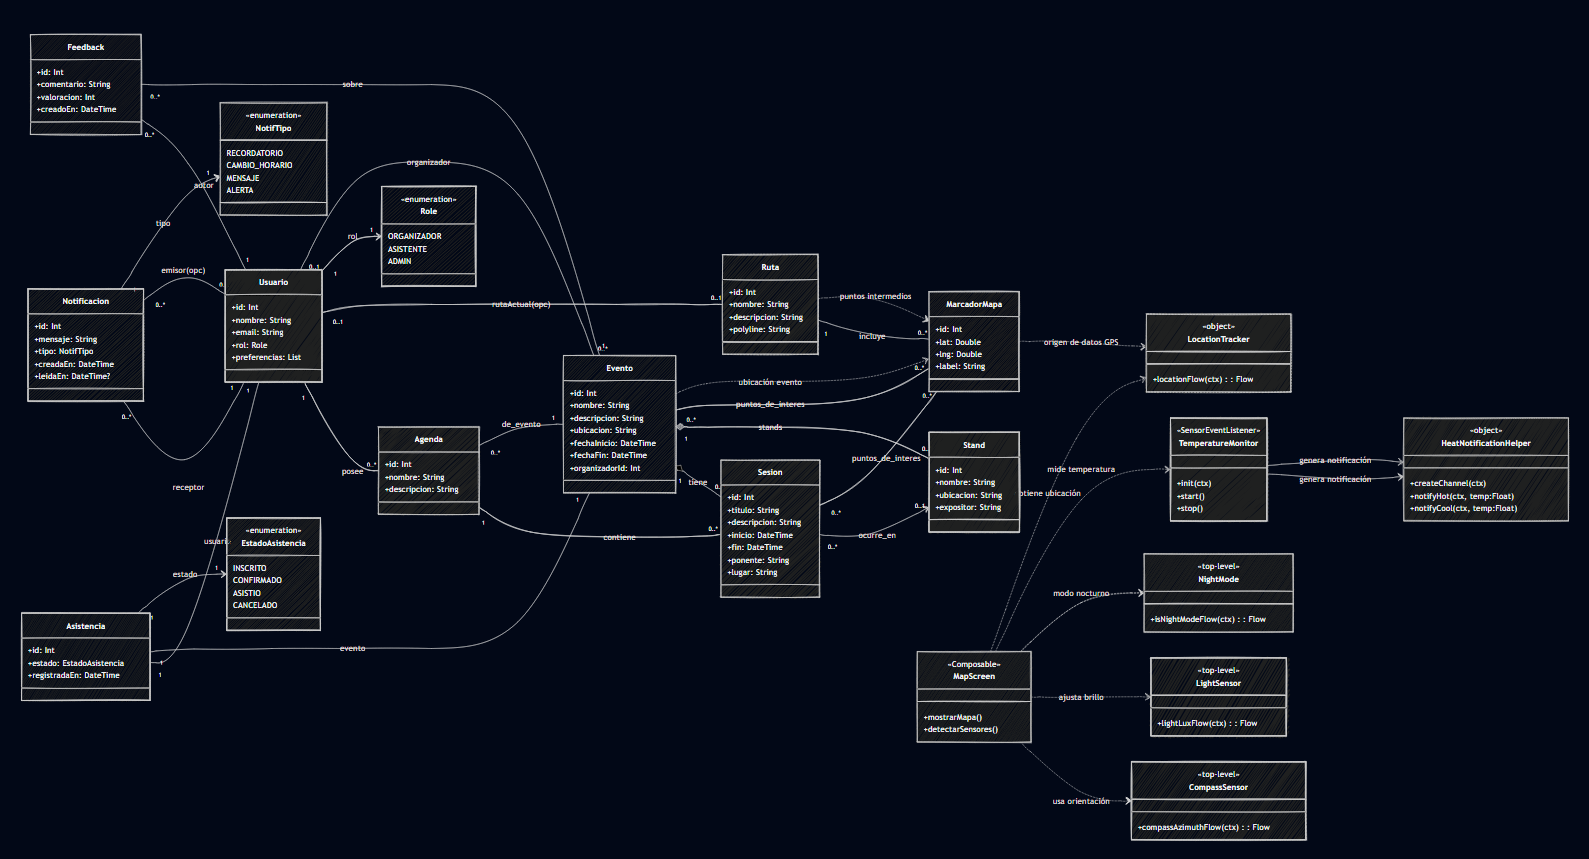 Feedback
+id: Int
+comentario: String
+valoracion: Int
+creadoEn: DateTime
0..*
0..*
sobre
autor
«enumeration»
NotifTipo
RECORDATORIO
CAMBIO_HORARIO
MENSAJE
ALERTA
1
tipo
organizador
«enumeration»
Role
ORGANIZADOR
ASISTENTE
ADMIN
rol
1
1
emisor(opc)
0..*
Notificacion
+id: Int
+mensaje: String
+tipo: NotifTipo
+creadaEn: DateTime
+leidaEn: DateTime?
0..*
1
0..1
Usuario
+id: Int
+nombre: String
+email: String
+rol: Role
+preferencias: List
0..1
1
1
1
rutaActual(opc)
0..1
Ruta
+id: Int
+nombre: String
+descripcion: String
+polyline: String
1
puntos intermedios
incluye
0..*
MarcadorMapa
+id: Int
+lat: Double
+lng: Double
+label: String
0..*
0..*
origen de datos GPS
«object»
LocationTracker
+locationFlow(ctx) : : Flow
Evento
+id: Int
+nombre: String
+descripcion: String
+ubicacion: String
+fechaInicio: DateTime
+fechaFin: DateTime
+organizadorId: Int
ubicación evento
puntos_de_interes
0..*
stands
1
1
tiene
1
Agenda
+id: Int
+nombre: String
+descripcion: String
posee
0..*
de_evento
0..*
1
1
contiene
0..*
Sesion
+id: Int
+titulo: String
+descripcion: String
+inicio: DateTime
+fin: DateTime
+ponente: String
+lugar: String
puntos_de_interes
0..*
ocurre_en
0..*
Stand
+id: Int
+nombre: String
+ubicacion: String
+expositor: String
mide temperatura
ubicación
«SensorEventListener»
TemperatureMonitor
+init(ctx)
+start()
+stop()
genera notificación
genera notificación
«object»
HeatNotificationHelper
+createChannel(ctx)
+notifyHot(ctx, temp:Float)
+notifyCool(ctx, temp:Float)
receptor
«enumeration»
EstadoAsistencia
INSCRITO
CONFIRMADO
ASISTIO
CANCELADO
estado
1
Asistencia
+id: Int
+estado: EstadoAsistencia
+registradaEn: DateTime
1
1
evento
«Composable»
MapScreen
+mostrarMapa()
+detectarSensores()
modo nocturno
«top-level»
NightMode
+isNightModeFlow(ctx) : : Flow
ajusta brillo
«top-level»
LightSensor
+lightLuxFlow(ctx) : : Flow
usa orientación
«top-level»
CompassSensor
+compassAzimuthFlow(ctx) : : Flow